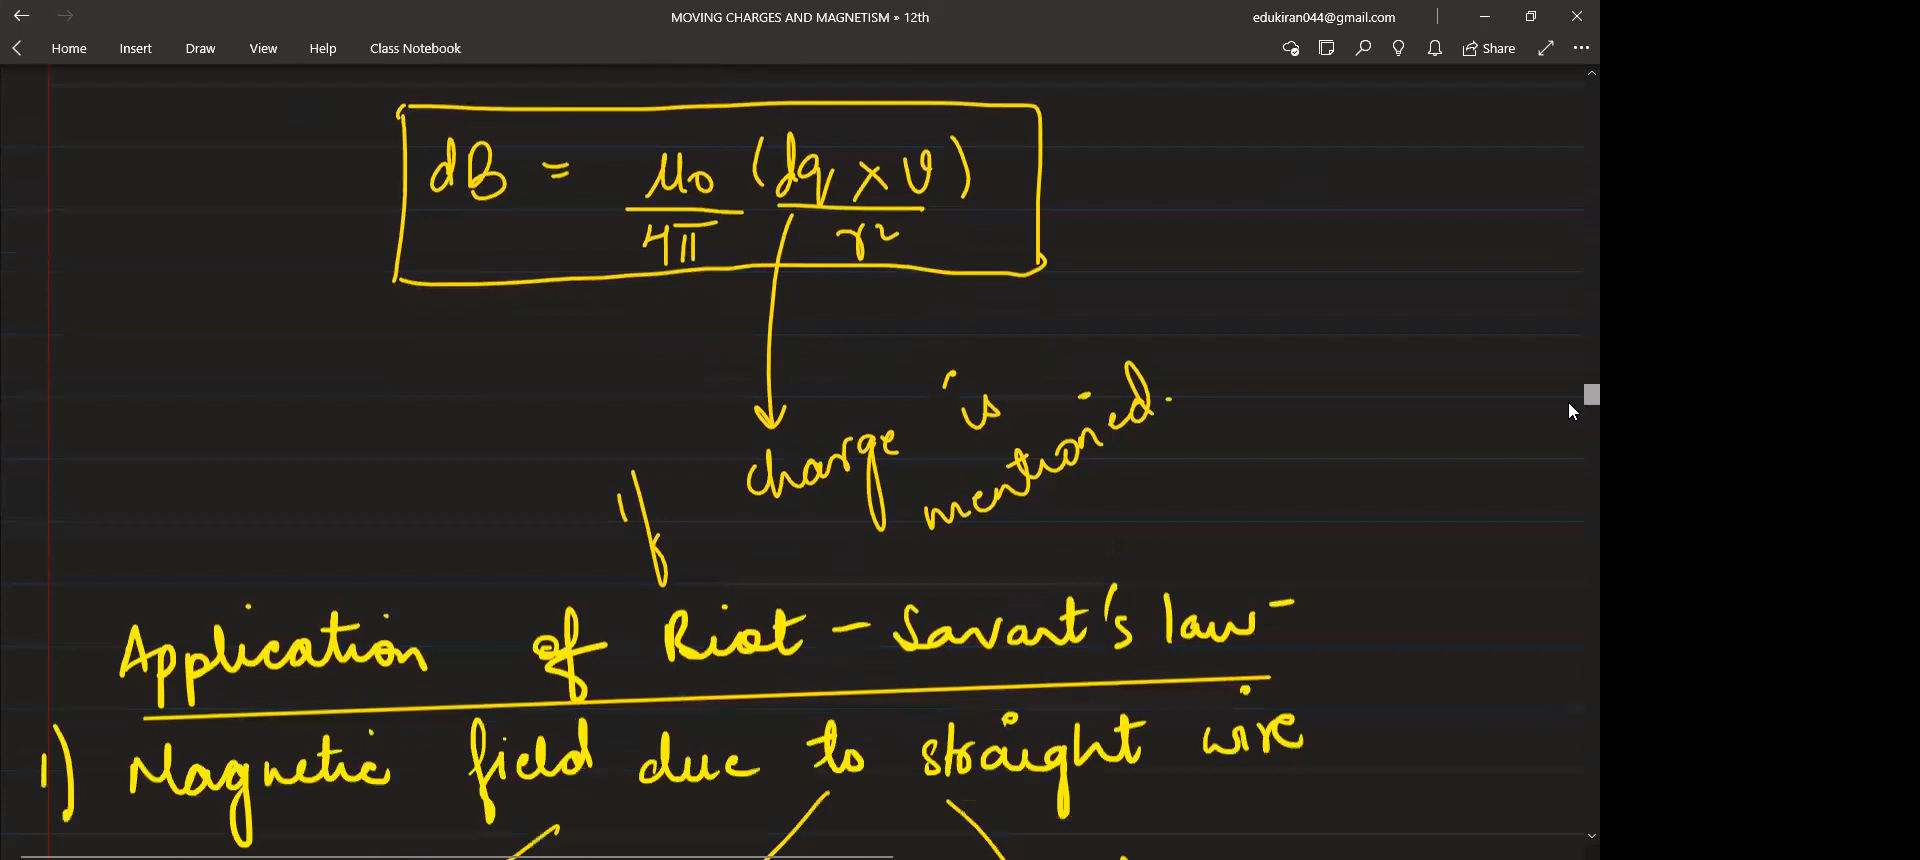 MOVING CHARGES AND MAGNETISM » 12th edukiran044@gmail.com
Home Insert Draw View Help Class Notebook Share
dB = μ0/4π (dq × v)/r²
if charge is mentioned.
Application of Biot - Savart's law -
1) Magnetic field due to straight wire